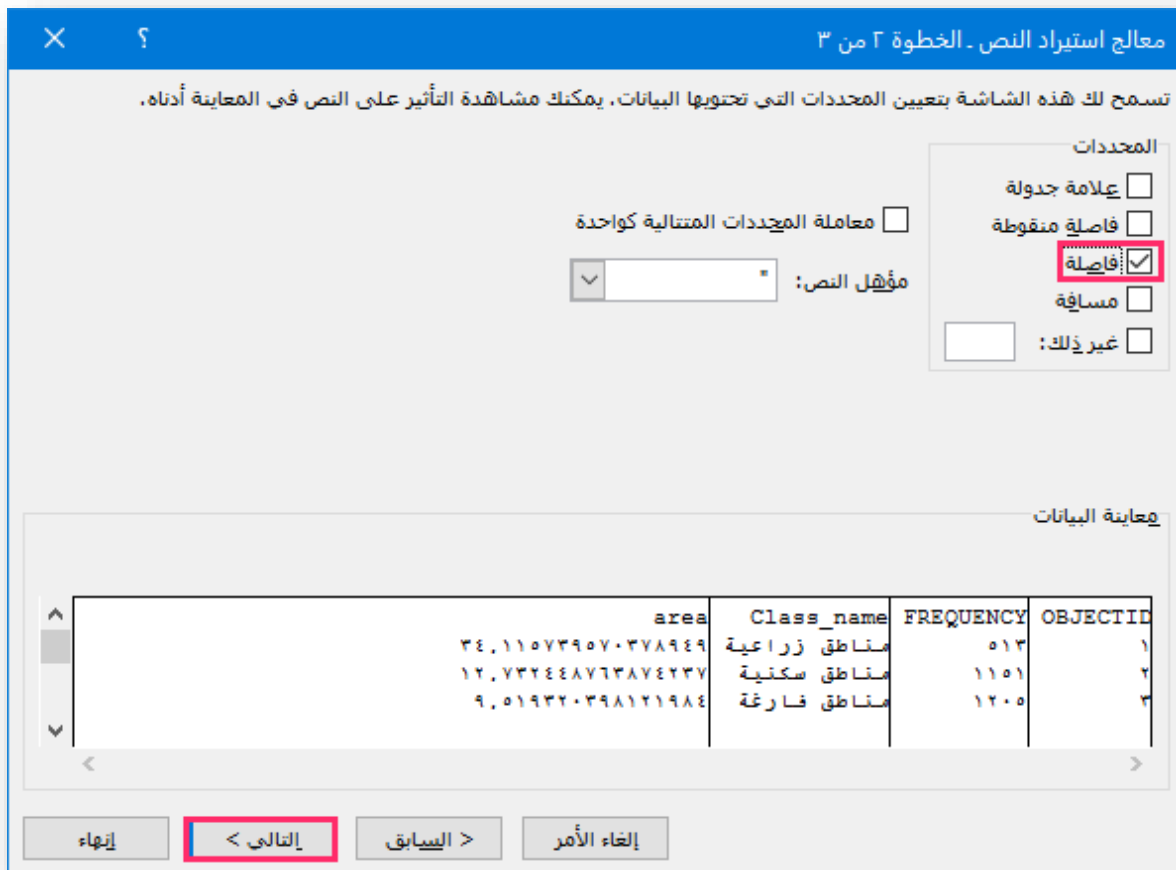 معالج استيراد النص - الخطوة ٢ من ٣
؟
تسمح لك هذه الشاشة بتعيين المحددات التي تحتويها البيانات. يمكنك مشاهدة التأثير على النص في المعاينة أدناه.
المحددات
علامة جدولة
فاصلة منقوطة
فاصلة
مسافة
غير ذلك:
معاملة المحددات المتتالية كواحدة
مؤهل النص: "
معاينة البيانات
OBJECTID FREQUENCY Class_name area
١ ٥١٣ مناطق زراعية ٣٤,١١٥٧٣٩٥٧٠٣٧٨٩٤٩
٢ ١١٥١ مناطق سكنية ١٢,٧٣٢٤٤٨٧٦٣٨٧٤٢٣٧
٣ ١٢٠٥ مناطق فارغة ٩,٥١٩٣٢٠٣٩٨١٢١٩٨٤
إلغاء الأمر < السابق التالي > إنهاء